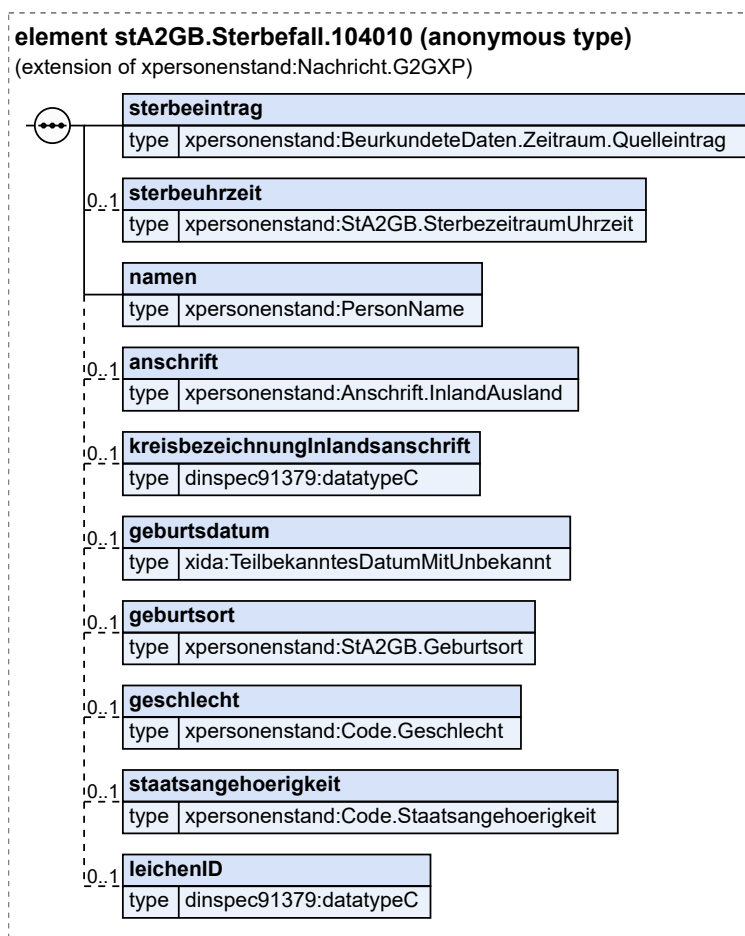 element stA2GB.Sterbefall.104010 (anonymous type)
(extension of xpersonenstand:Nachricht.G2GXP)
sterbeeintrag
type xpersonenstand:BeurkundeteDaten.Zeitraum.Quelleintrag
0..1 sterbeuhrzeit
type xpersonenstand:StA2GB.SterbezeitraumUhrzeit
namen
type xpersonenstand:PersonName
0..1 anschrift
type xpersonenstand:Anschrift.InlandAusland
0..1 kreisbezeichnungInlandsanschrift
type dinspec91379:datatypeC
0..1 geburtsdatum
type xida:TeilbekanntesDatumMitUnbekannt
0..1 geburtsort
type xpersonenstand:StA2GB.Geburtsort
0..1 geschlecht
type xpersonenstand:Code.Geschlecht
0..1 staatsangehoerigkeit
type xpersonenstand:Code.Staatsangehoerigkeit
0..1 leichenID
type dinspec91379:datatypeC